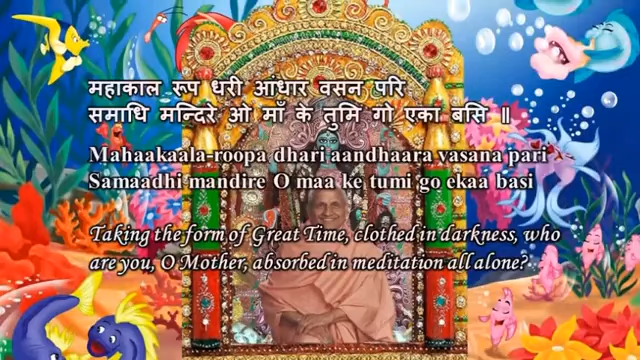 महाकाल रूप धरी आंधार वसन परि
समाधि मन्दिरे ओ माँ के तुमि गो एका बसि ॥
Mahaakaala-roopa dhari aandhaara vasana pari
Samaadhi mandire O maa ke tumi go ekaa basi
Taking the form of Great Time, clothed in darkness, who
are you, O Mother, absorbed in meditation all alone?